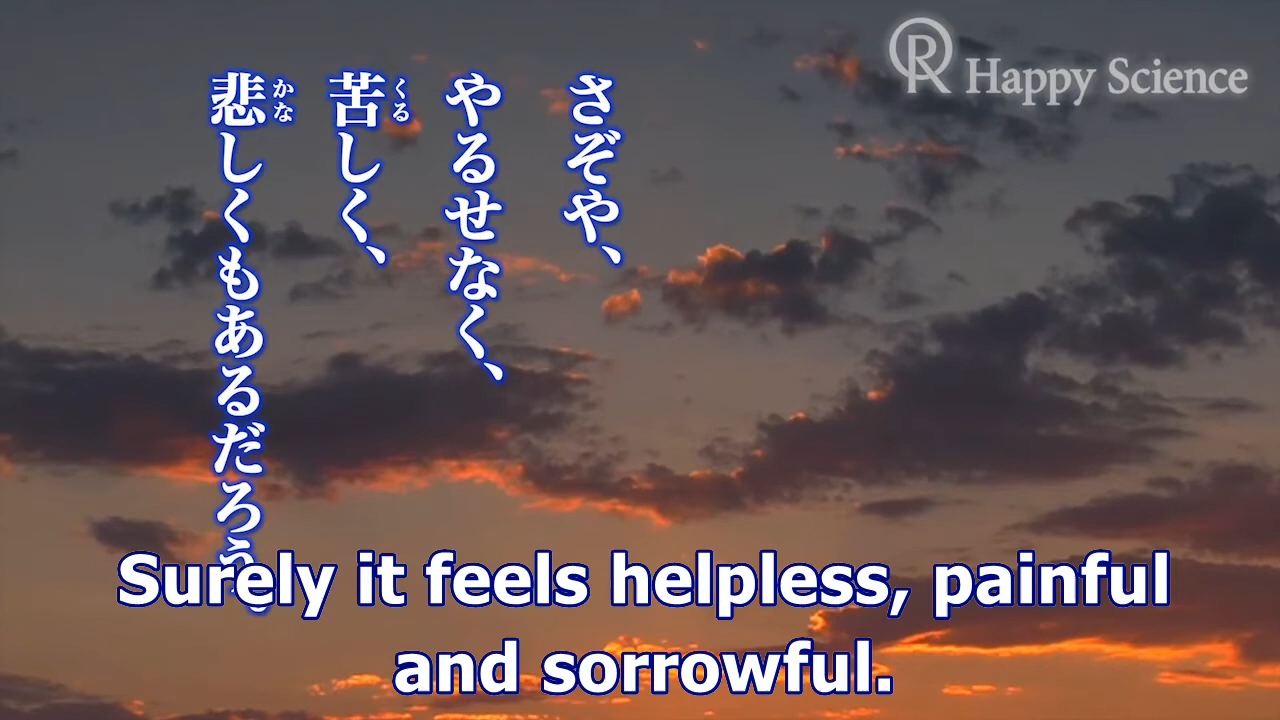 Happy Science
さぞや、
やるせなく、
苦しく、
悲しくもあるだろう。
Surely it feels helpless, painful
and sorrowful.